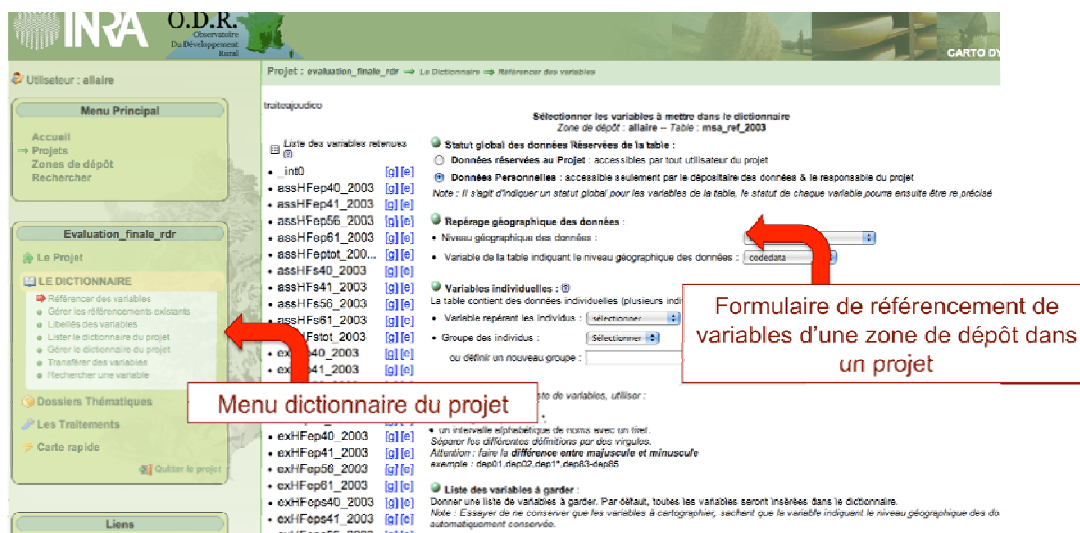 INRA
O.D.R.
Observatoire
Du Développement
Rural
CARTO DY
Utilisateur : allaire
Projet : evaluation_finale_rdr ⇒ Le Dictionnaire ⇒ Référencer des variables
Menu Principal
Accueil
⇒ Projets
Zones de dépôt
Rechercher
Evaluation_finale_rdr
Le Projet
LE DICTIONNAIRE
Référencer des variables
Gérer les référencements existants
Libellés des variables
Lister le dictionnaire du projet
Gérer le dictionnaire du projet
Transférer des variables
Rechercher une variable
Dossiers Thématiques
Les Traitements
Carte rapide
Quitter le projet
Liens
traiteajoudico
Liste des variables retenues
• _int0 [g][e]
• assHFep40_2003 [g][e]
• assHFep41_2003 [g][e]
• assHFep56_2003 [g][e]
• assHFep61_2003 [g][e]
• assHFeptot_200... [g][e]
• assHFs40_2003 [g][e]
• assHFs41_2003 [g][e]
• assHFs56_2003 [g][e]
• assHFs61_2003 [g][e]
HFstot_2003 [g][e]
• ex 40_2003 [g][e]
p41_2003 [g][e]
• exHFep40_2003 [g][e]
• exHFep41_2003 [g][e]
• exHFep56_2003 [g][e]
• exHFep61_2003 [g][e]
• exHFeps40_2003 [g][e]
• exHFeps41_2003 [g][e]
Sélectionner les variables à mettre dans le dictionnaire
Zone de dépôt : allaire -- Table : msa_ref_2003
Statut global des données Réservées de la table :
Données réservées au Projet : accessibles par tout utilisateur du projet
Données Personnelles : accessible seulement par le dépositaire des données & le responsable du projet
Note : Il s'agit d'indiquer un statut global pour les variables de la table, le statut de chaque variable pourra ensuite être re précisé
Repérage géographique des données :
• Niveau géographique des données :
• Variable de la table indiquant le niveau géographique des données : codedata
Variables individuelles :
La table contient des données individuelles (plusieurs indi
• Variable repérant les individus : sélectionner
• Groupe des individus : Sélectionner
ou définir un nouveau groupe :
ste de variables, utiliser :
• un intervalle alphabétique de noms avec un tiret.
Séparer les différentes définitions par des virgules.
Attention : faire la différence entre majuscule et minuscule
exemple : dep01,dep02,dep1*,dep83-dep85
Liste des variables à garder :
Donner une liste de variables à garder. Par défaut, toutes les variables seront insérées dans le dictionnaire.
Note : Essayer de ne conserver que les variables à cartographier, sachant que la variable indiquant le niveau géographique des do
automatiquement conservée.
Formulaire de référencement de
variables d'une zone de dépôt dans
un projet
Menu dictionnaire du projet